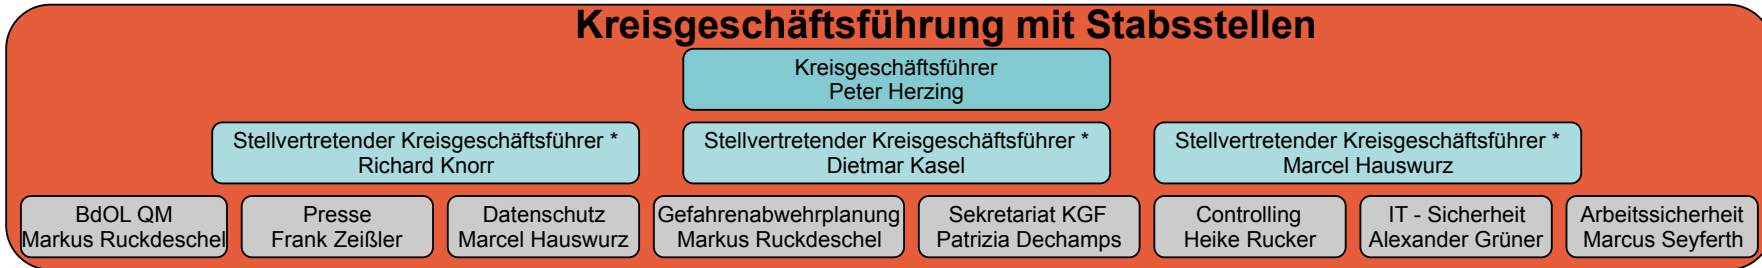 Kreisgeschäftsführung mit Stabsstellen
Kreisgeschäftsführer
Peter Herzing
Stellvertretender Kreisgeschäftsführer *
Richard Knorr
Stellvertretender Kreisgeschäftsführer *
Dietmar Kasel
Stellvertretender Kreisgeschäftsführer *
Marcel Hauswurz
BdOL QM
Markus Ruckdeschel
Presse
Frank Zeißler
Datenschutz
Marcel Hauswurz
Gefahrenabwehrplanung
Markus Ruckdeschel
Sekretariat KGF
Patrizia Dechamps
Controlling
Heike Rucker
IT - Sicherheit
Alexander Grüner
Arbeitssicherheit
Marcus Seyferth